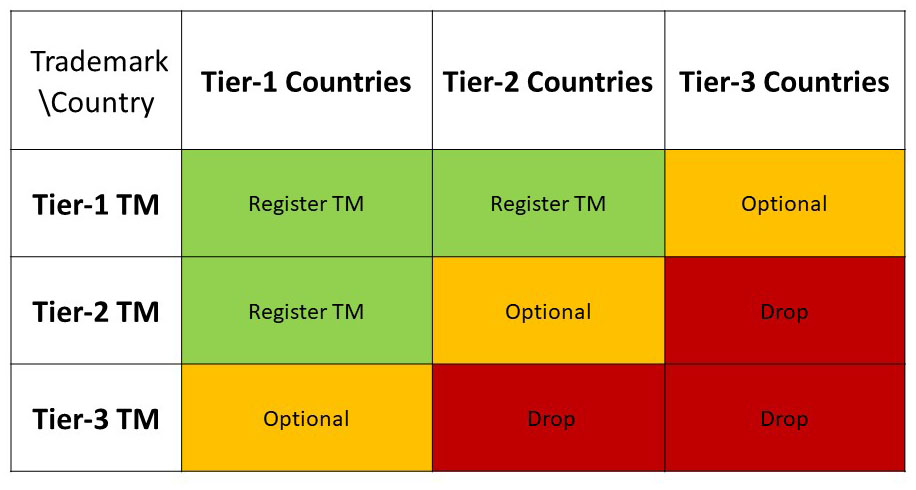 Trademark
\Country
Tier-1 Countries
Tier-2 Countries
Tier-3 Countries
Tier-1 TM
Register TM
Register TM
Optional
Tier-2 TM
Register TM
Optional
Drop
Tier-3 TM
Optional
Drop
Drop